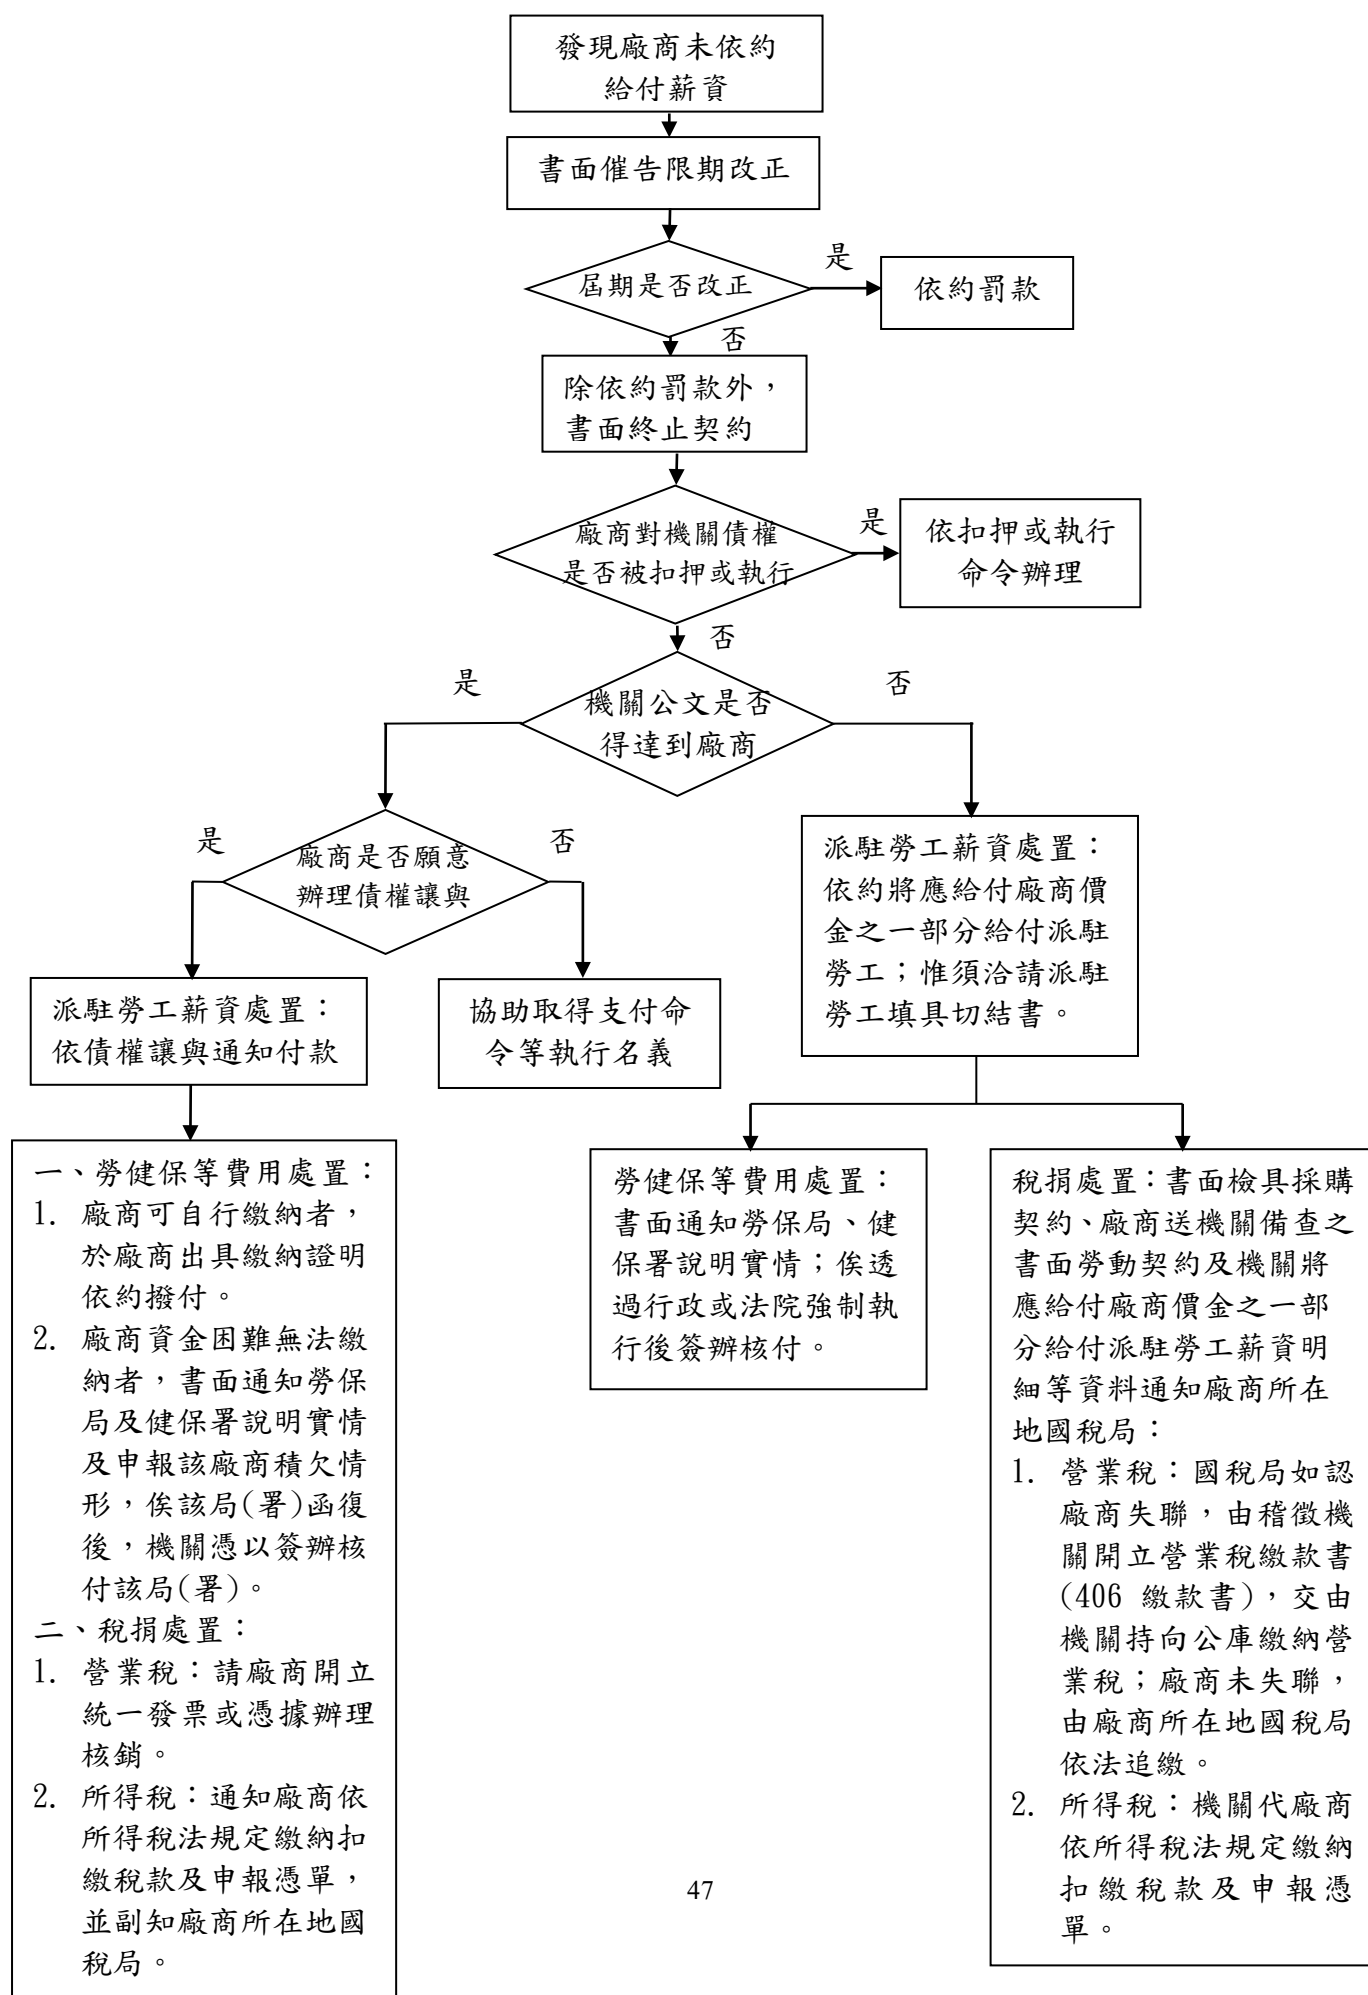 發現廠商未依約
給付薪資
書面催告限期改正
屆期是否改正
是
依約罰款
否
除依約罰款外，
書面終止契約
廠商對機關債權
是否被扣押或執行
是
依扣押或執行
命令辦理
否
機關公文是否
得達到廠商
是
否
廠商是否願意
辦理債權讓與
是
否
派駐勞工薪資處置：
依債權讓與通知付款
協助取得支付命
令等執行名義
派駐勞工薪資處置：
依約將應給付廠商價
金之一部分給付派駐
勞工；惟須洽請派駐
勞工填具切結書。
一、勞健保等費用處置：
1. 廠商可自行繳納者，
於廠商出具繳納證明
依約撥付。
2. 廠商資金困難無法繳
納者，書面通知勞保
局及健保署說明實情
及申報該廠商積欠情
形，俟該局(署)函復
後，機關憑以簽辦核
付該局(署)。
二、稅捐處置：
1. 營業稅：請廠商開立
統一發票或憑據辦理
核銷。
2. 所得稅：通知廠商依
所得稅法規定繳納扣
繳稅款及申報憑單，
並副知廠商所在地國
稅局。
勞健保等費用處置：
書面通知勞保局、健
保署說明實情；俟透
過行政或法院強制執
行後簽辦核付。
稅捐處置：書面檢具採購
契約、廠商送機關備查之
書面勞動契約及機關將
應給付廠商價金之一部
分給付派駐勞工薪資明
細等資料通知廠商所在
地國稅局：
1. 營業稅：國稅局如認
廠商失聯，由稽徵機
關開立營業稅繳款書
(406 繳款書)，交由
機關持向公庫繳納營
業稅；廠商未失聯，
由廠商所在地國稅局
依法追繳。
2. 所得稅：機關代廠商
依所得稅法規定繳納
扣繳稅款及申報憑
單。
47